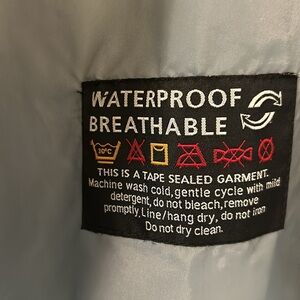 WATERPROOF
BREATHABLE
30°C
THIS IS A TAPE SEALED GARMENT.
Machine wash cold,gentle cycle with mild
detergent, do not bleach,remove
promptly,Line/hang dry, do not iron
Do not dry clean.